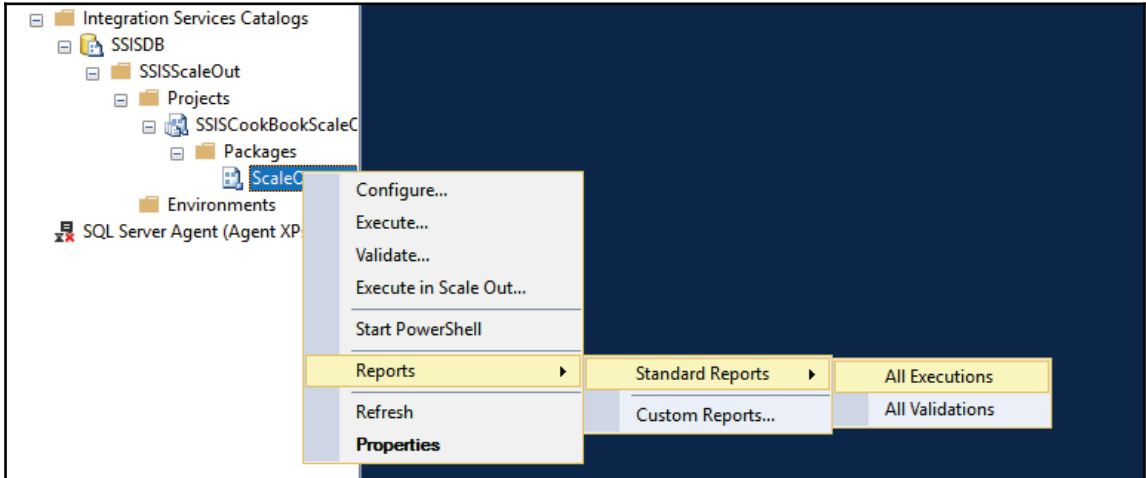 Integration Services Catalogs
SSISDB
SSISScaleOut
Projects
SSISCookBookScaleC
Packages
ScaleO
Environments
SQL Server Agent (Agent XP
Configure...
Execute...
Validate...
Execute in Scale Out...
Start PowerShell
Reports
Refresh
Properties
Standard Reports
Custom Reports...
All Executions
All Validations